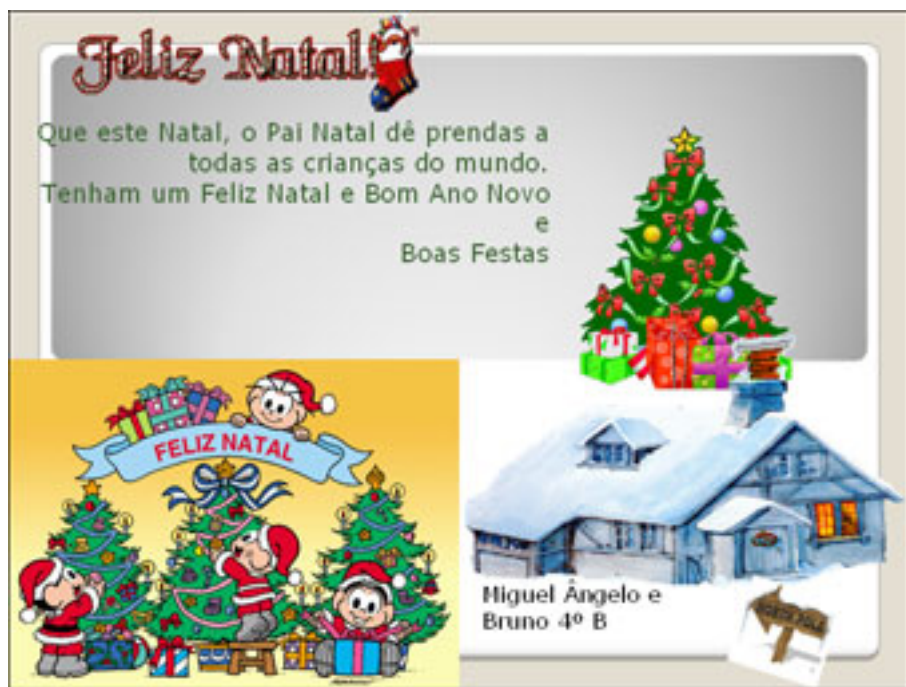 Feliz Natal!
Que este Natal, o Pai Natal dê prendas a
todas as crianças do mundo.
Tenham um Feliz Natal e Bom Ano Novo
e
Boas Festas
FELIZ NATAL
Miguel Ângelo e
Bruno 4º B